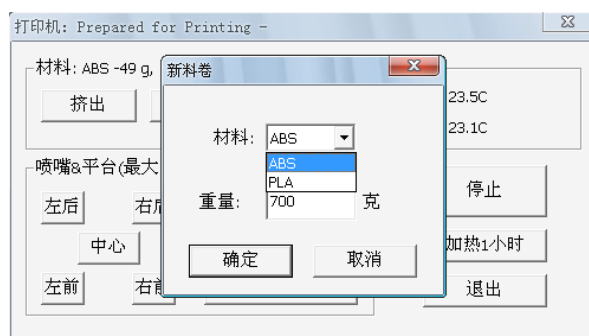 打印机: Prepared for Printing -
材料: ABS -49 g,
挤出
23.5C
23.1C
新料卷
材料: ABS
ABS
PLA
重量: 700 克
确定
取消
喷嘴&平台(最大
左后
右后
停止
中心
加热1小时
左前
右前
退出